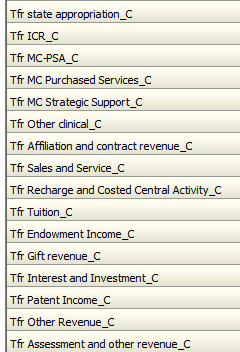 Tfr state appropriation_C
Tfr ICR_C
Tfr MC-PSA_C
Tfr MC Purchased Services_C
Tfr MC Strategic Support_C
Tfr Other clinical_C
Tfr Affiliation and contract revenue_C
Tfr Sales and Service_C
Tfr Recharge and Costed Central Activity_C
Tfr Tuition_C
Tfr Endowment Income_C
Tfr Gift revenue_C
Tfr Interest and Investment_C
Tfr Patent Income_C
Tfr Other Revenue_C
Tfr Assessment and other revenue_C